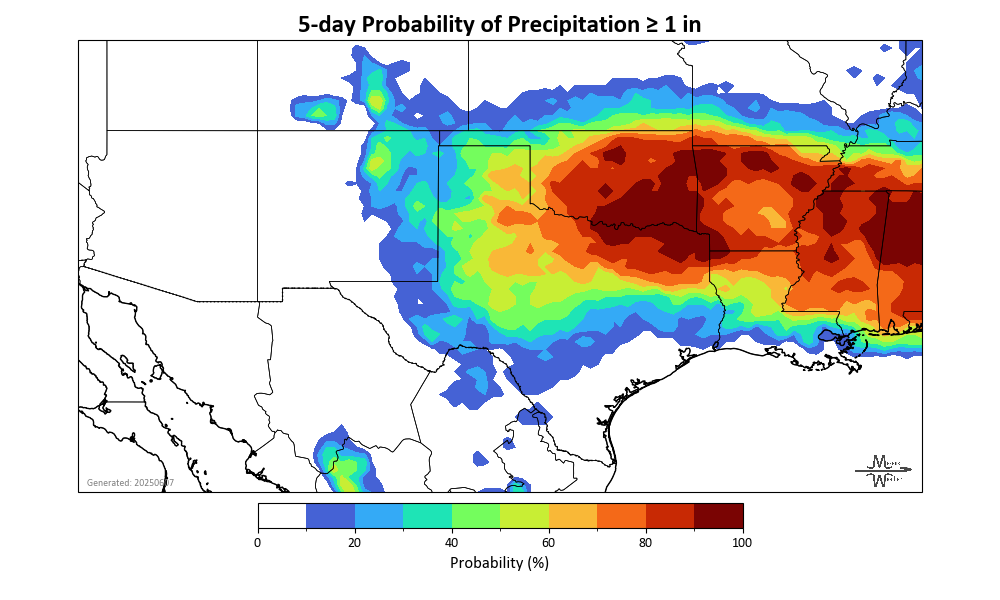 5-day Probability of Precipitation ≥ 1 in
Generated: 20250607
0 20 40 60 80 100
Probability (%)